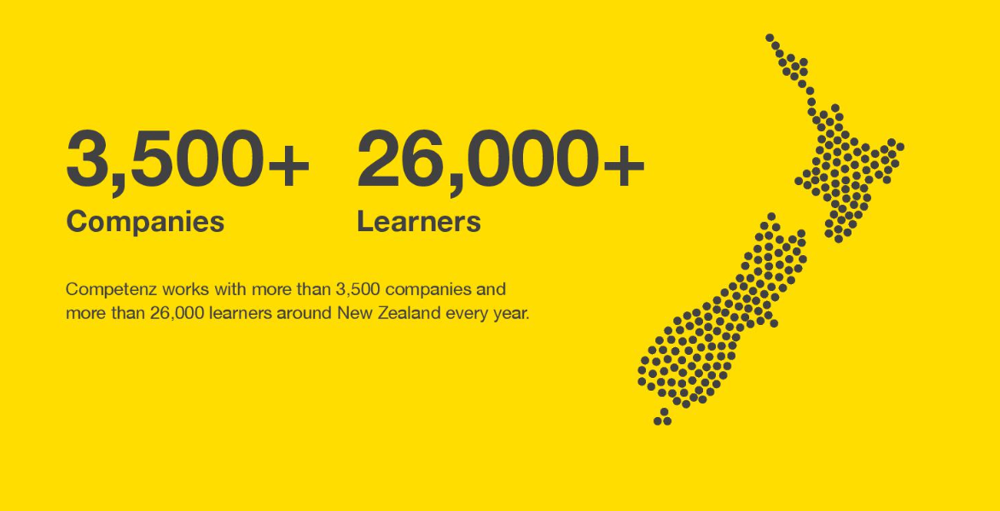 3,500+ 26,000+
Companies Learners
Competenz works with more than 3,500 companies and
more than 26,000 learners around New Zealand every year.